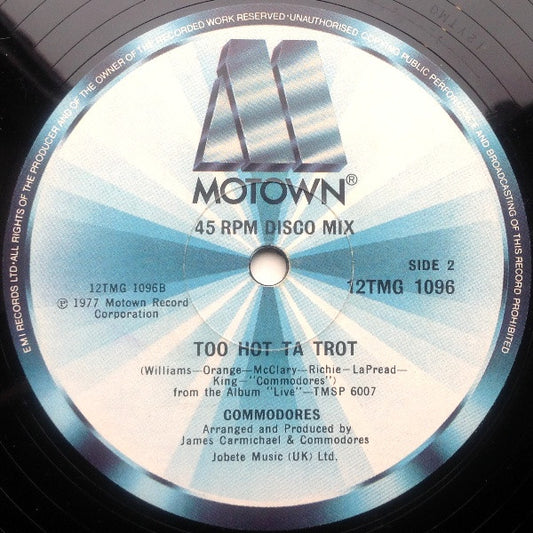 EMI RECORDS LTD·ALL RIGHTS OF THE PRODUCER AND OF THE OWNER OF THE RECORDED WORK RESERVED·UNAUTHORISED COPYING PUBLIC PERFORMANCE AND BROADCASTING OF THIS RECORD PROHIBITED
MOTOWN®
45 RPM DISCO MIX
SIDE 2
12TMG 1096B
12TMG 1096
℗ 1977 Motown Record
Corporation
TOO HOT TA TROT
(Williams—Orange—McClary—Richie—LaPread—
King—"Commodores")
from the Album "Live"—TMSP 6007
COMMODORES
Arranged and Produced by
James Carmichael & Commodores
Jobete Music (UK) Ltd.